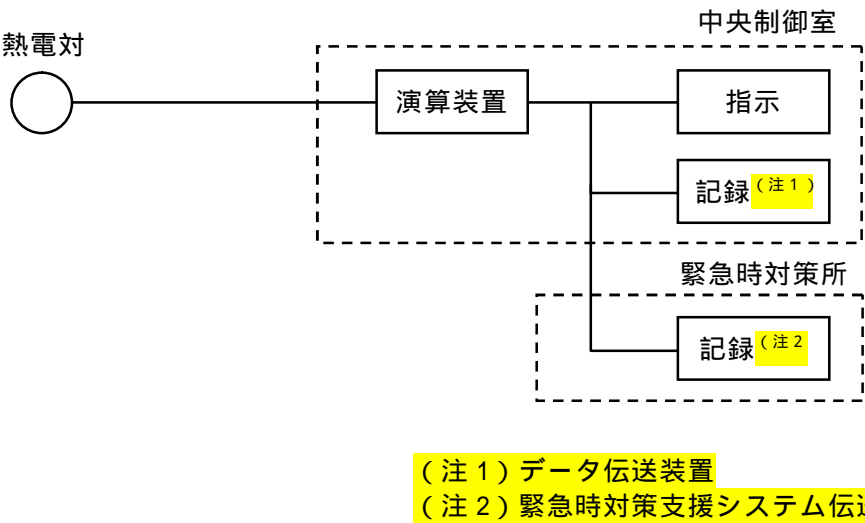 中央制御室
熱電対
演算装置
指示
記録（注１）
緊急時対策所
記録（注２
（注１）データ伝送装置
（注２）緊急時対策支援システム伝